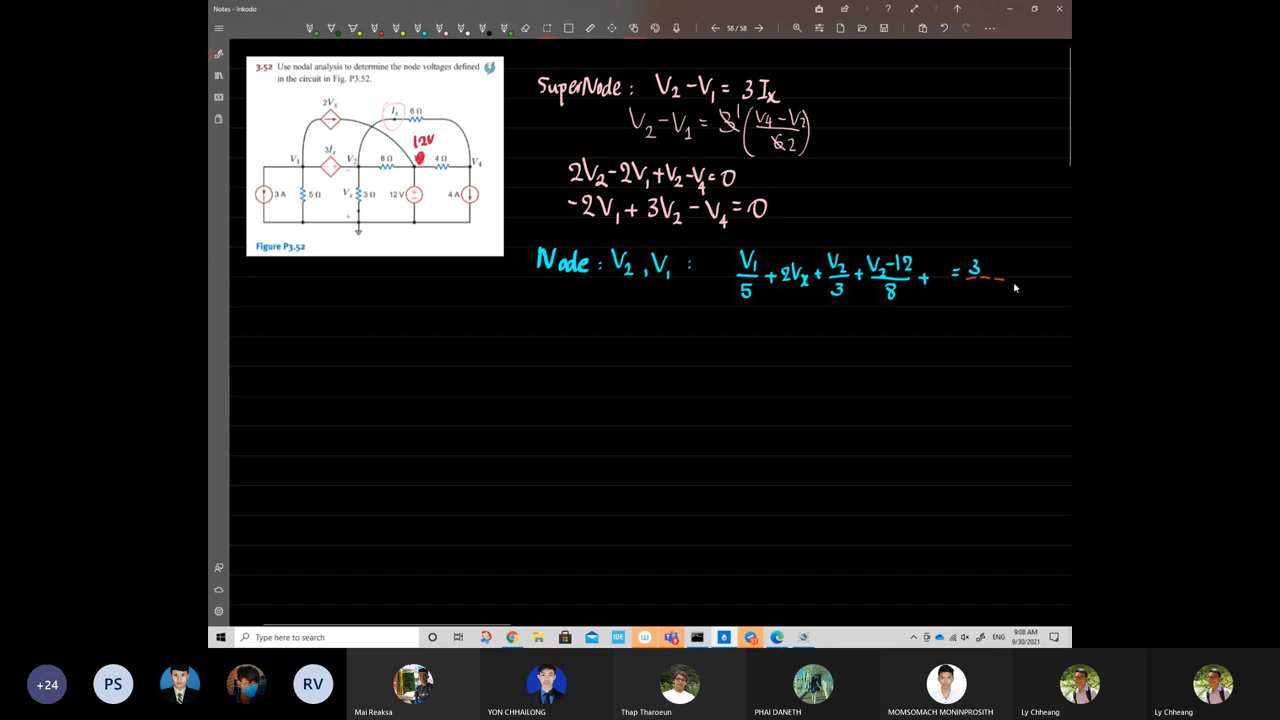 Notes - Inkodo
58 / 58
3.52 Use nodal analysis to determine the node voltages defined
in the circuit in Fig. P3.52.
2Vx
Ix 6 Ω
12V
3Ix
V1 V2 8 Ω 4 Ω V4
3 A 5 Ω Vx 3 Ω 12 V 4 A
Figure P3.52
SuperNode: V2 - V1 = 3 Ix
V2 - V1 = 3 1 (V4 - V2 / 6 2)
2V2 - 2V1 + V2 - V4 = 0
-2V1 + 3V2 - V4 = 0
Node: V2, V1: V1/5 + 2Vx + V2/3 + V2-12/8 + = 3
Type here to search
IDE
ENG
9:08 AM
9/30/2021
+24
PS
RV
Mai Reaksa
YON CHHAILONG
Thap Tharoeun
PHAI DANETH
MOMSOMACH MONINPROSITH
Ly Chheang
Ly Chheang